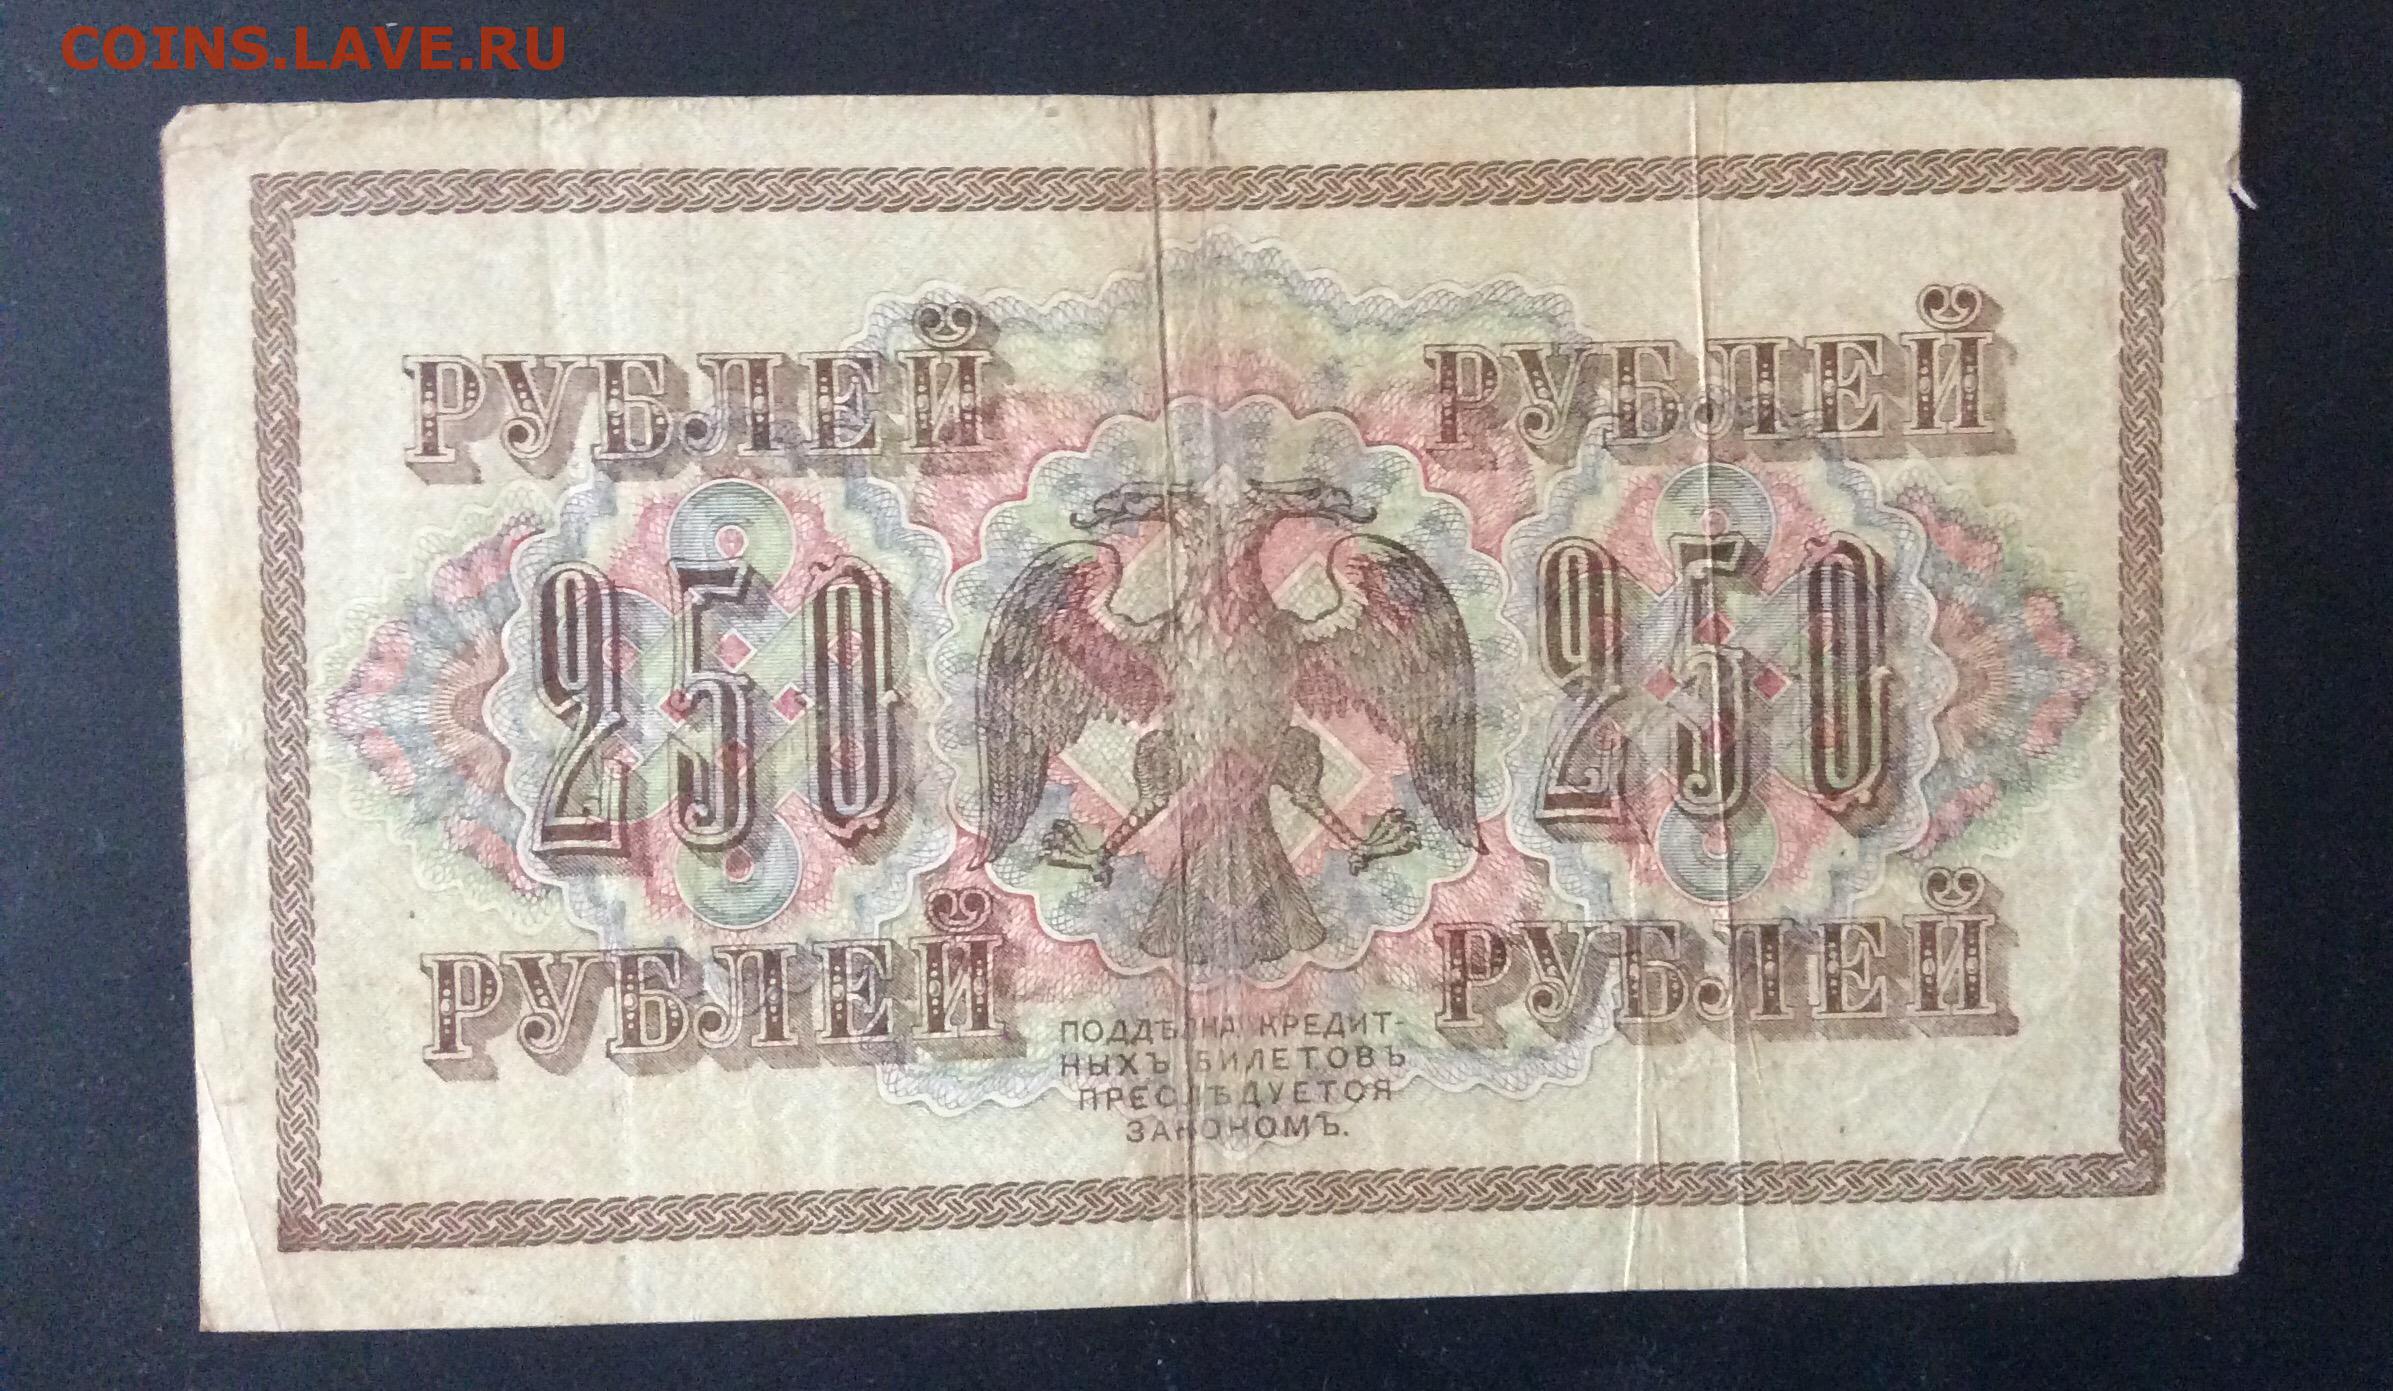 COINS.LAVE.RU
РУБЛЕЙ РУБЛЕЙ
250 250
РУБЛЕЙ РУБЛЕЙ
ПОДДѢЛКА КРЕДИТ-
НЫХЪ БИЛЕТОВЪ
ПРЕСЛѢДУЕТСЯ
ЗАКОНОМЪ.